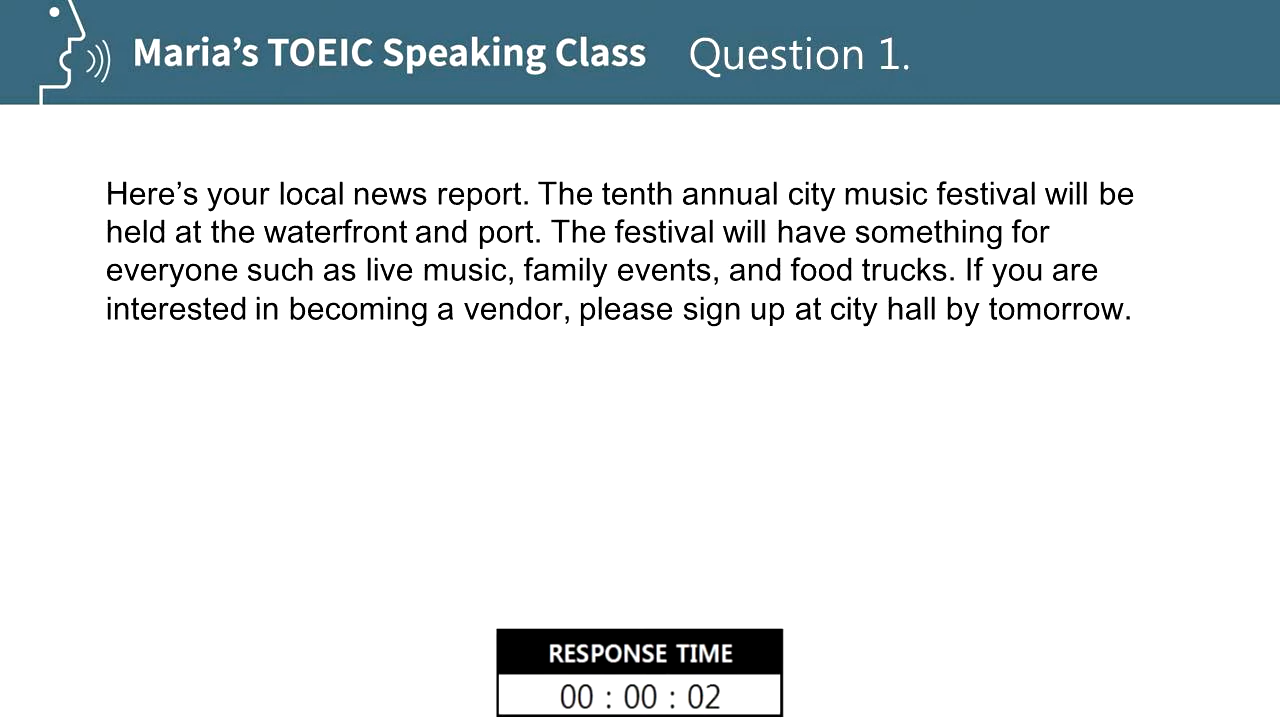 Maria’s TOEIC Speaking Class Question 1.
Here’s your local news report. The tenth annual city music festival will be
held at the waterfront and port. The festival will have something for
everyone such as live music, family events, and food trucks. If you are
interested in becoming a vendor, please sign up at city hall by tomorrow.
RESPONSE TIME
00 : 00 : 02